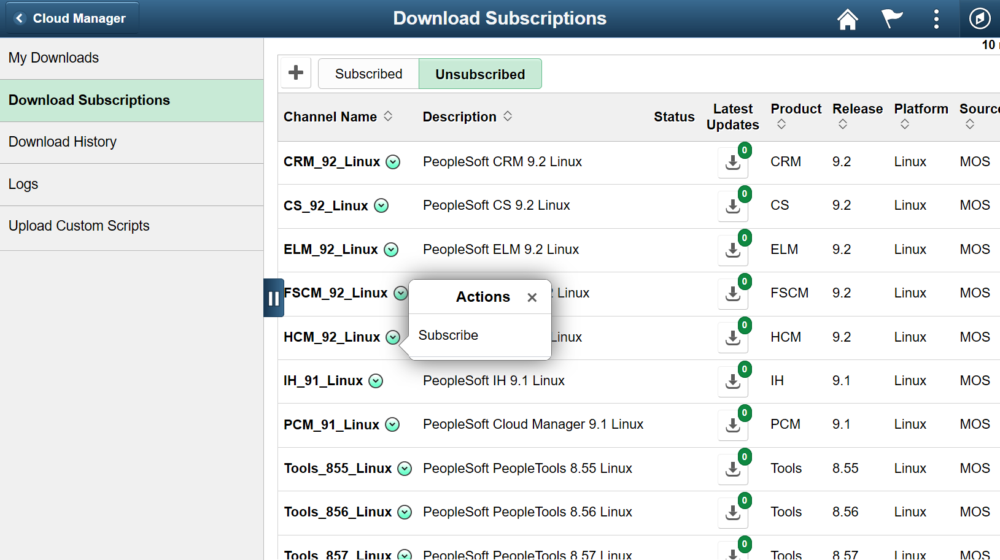 Cloud Manager
Download Subscriptions
My Downloads
Download Subscriptions
Download History
Logs
Upload Custom Scripts
10
Subscribed Unsubscribed
Channel Name Description Status Latest Updates Product Release Platform Source
CRM_92_Linux PeopleSoft CRM 9.2 Linux 0 CRM 9.2 Linux MOS
CS_92_Linux PeopleSoft CS 9.2 Linux 0 CS 9.2 Linux MOS
ELM_92_Linux PeopleSoft ELM 9.2 Linux 0 ELM 9.2 Linux MOS
FSCM_92_Linux Linux 0 FSCM 9.2 Linux MOS
Actions
Subscribe
HCM_92_Linux Linux 0 HCM 9.2 Linux MOS
IH_91_Linux PeopleSoft IH 9.1 Linux 0 IH 9.1 Linux MOS
PCM_91_Linux PeopleSoft Cloud Manager 9.1 Linux 0 PCM 9.1 Linux MOS
Tools_855_Linux PeopleSoft PeopleTools 8.55 Linux 0 Tools 8.55 Linux MOS
Tools_856_Linux PeopleSoft PeopleTools 8.56 Linux 0 Tools 8.56 Linux MOS
Tools_857_Linux PeopleSoft PeopleTools 8.57 Linux 0 Tools 8.57 Linux MOS